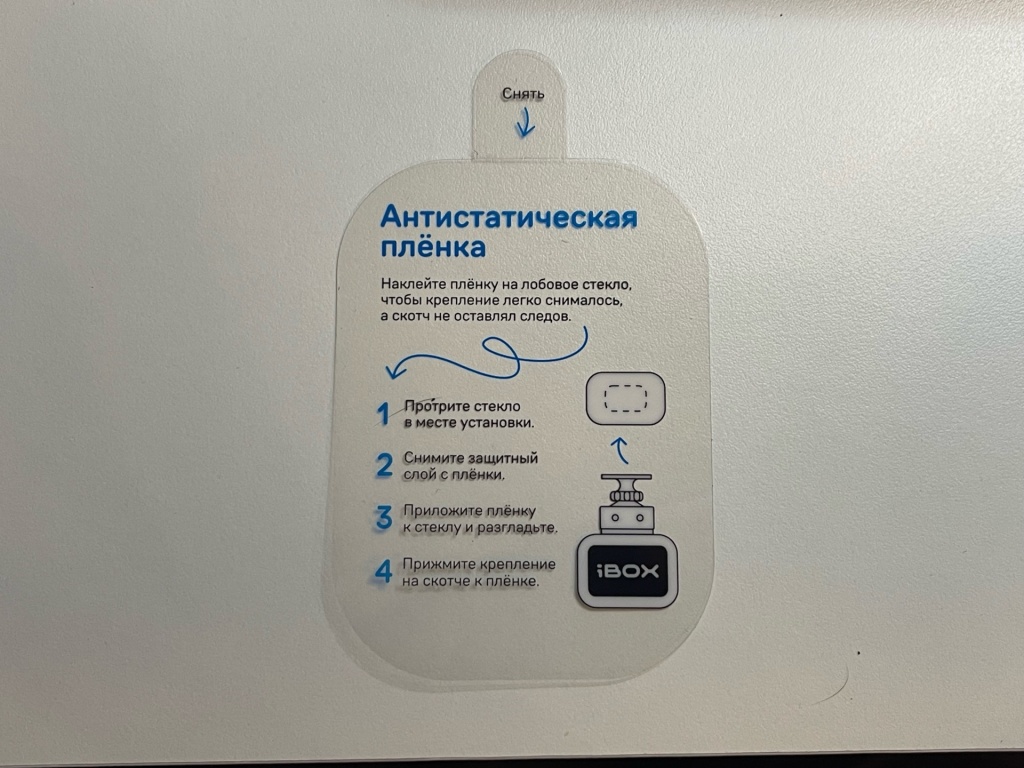 Снять
Антистатическая
плёнка
Наклейте плёнку на лобовое стекло,
чтобы крепление легко снималось,
а скотч не оставлял следов.
1 Протрите стекло
в месте установки.
2 Снимите защитный
слой с плёнки.
3 Приложите плёнку
к стеклу и разгладьте.
4 Прижмите крепление
на скотче к плёнке.
iBOX